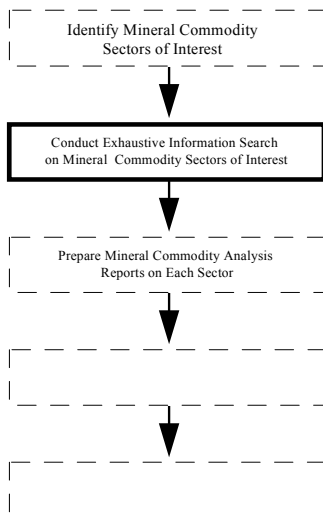 Identify Mineral Commodity
Sectors of Interest
Conduct Exhaustive Information Search
on Mineral Commodity Sectors of Interest
Prepare Mineral Commodity Analysis
Reports on Each Sector